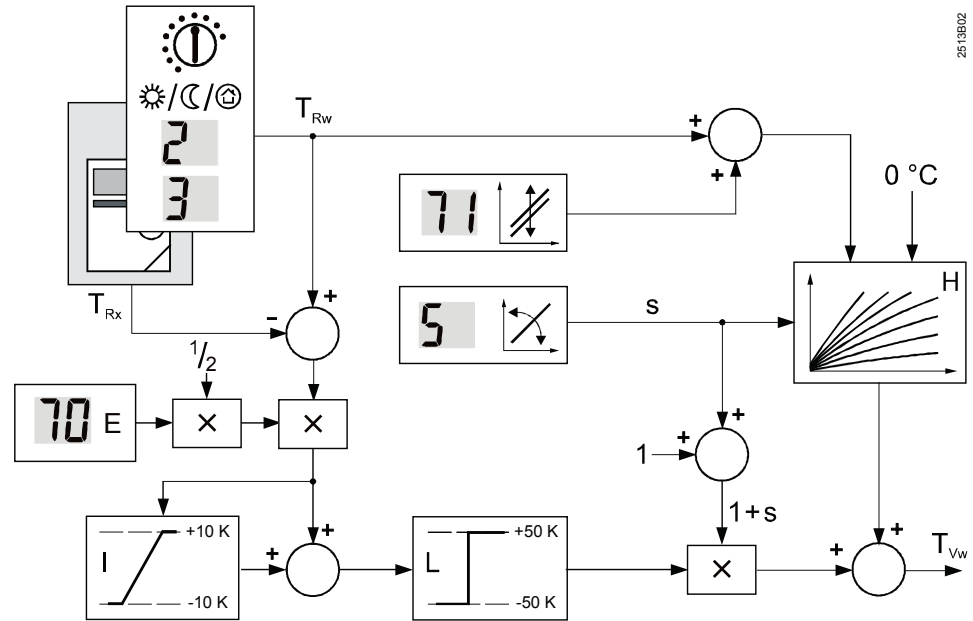 2513B02
2
3
T_Rw
+
+
71
0 °C
H
T_Rx
-
+
5
s
1/2
70 E
×
×
+
1
+
1+s
I
+10 K
-10 K
+
+
L
+50 K
-50 K
×
+
+
T_Vw